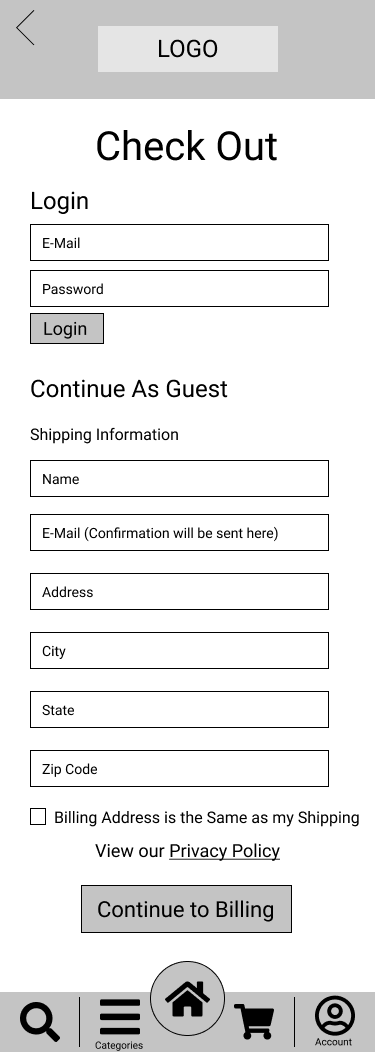 LOGO
Check Out
Login
E-Mail
Password
Login
Continue As Guest
Shipping Information
Name
E-Mail (Confirmation will be sent here)
Address
City
State
Zip Code
Billing Address is the Same as my Shipping
View our Privacy Policy
Continue to Billing
Categories
Account